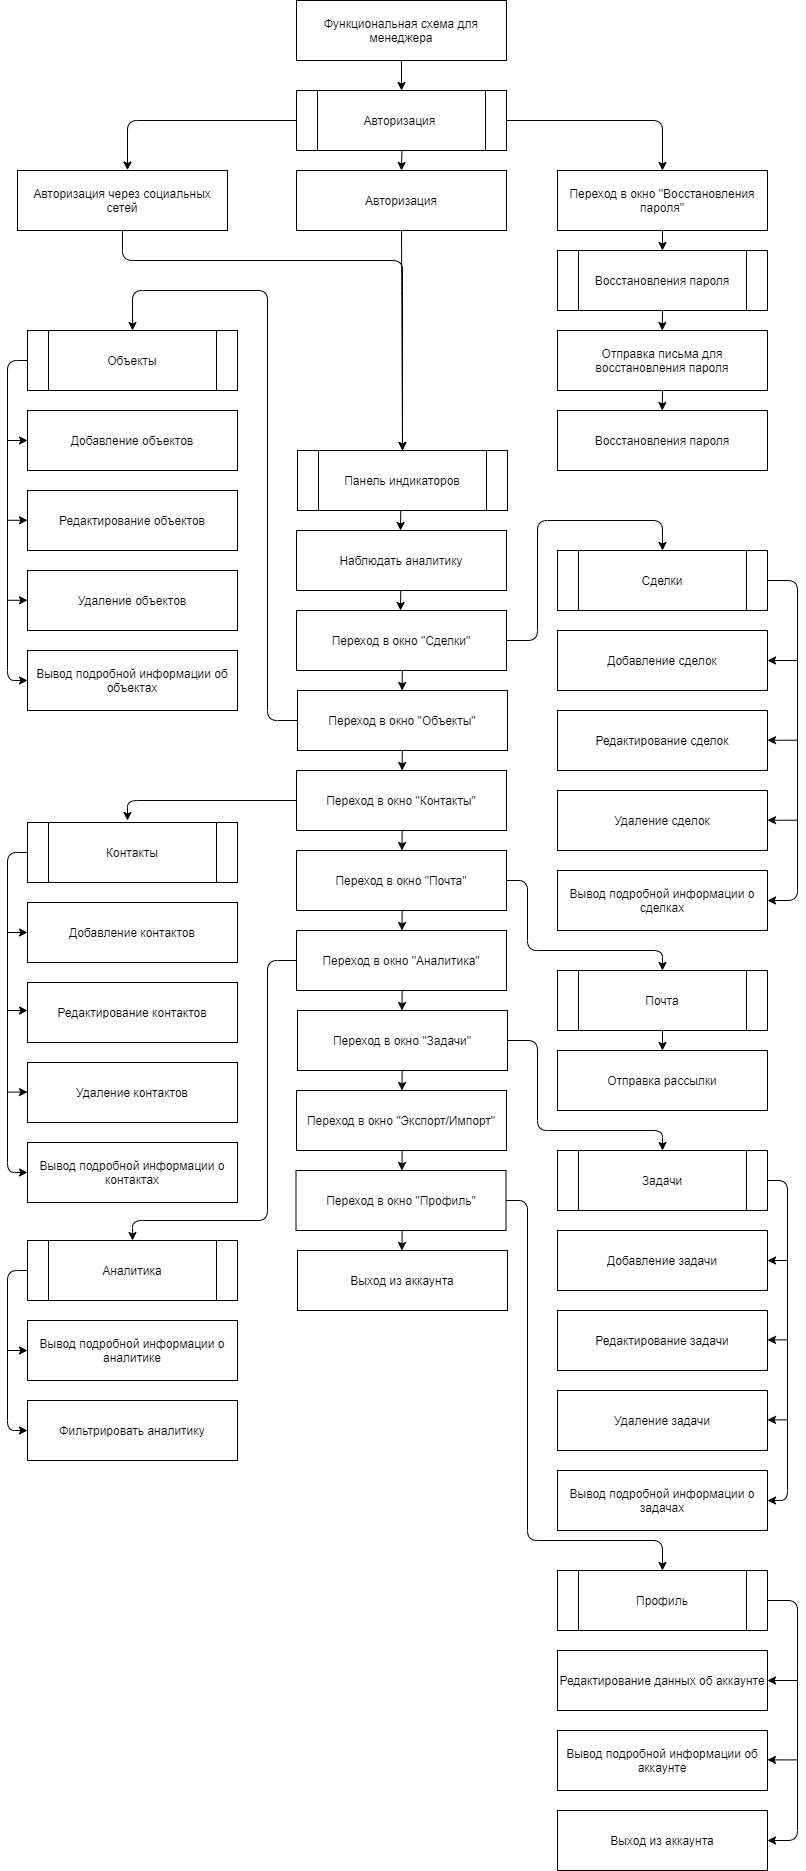 Функциональная схема для
менеджера
Авторизация
Авторизация через социальных
сетей
Авторизация
Переход в окно "Восстановления
пароля"
Восстановления пароля
Отправка письма для
восстановления пароля
Восстановления пароля
Объекты
Добавление объектов
Редактирование объектов
Удаление объектов
Вывод подробной информации об
объектах
Панель индикаторов
Наблюдать аналитику
Переход в окно "Сделки"
Переход в окно "Объекты"
Переход в окно "Контакты"
Переход в окно "Почта"
Переход в окно "Аналитика"
Переход в окно "Задачи"
Переход в окно "Экспорт/Импорт"
Переход в окно "Профиль"
Выход из аккаунта
Сделки
Добавление сделок
Редактирование сделок
Удаление сделок
Вывод подробной информации о
сделках
Контакты
Добавление контактов
Редактирование контактов
Удаление контактов
Вывод подробной информации о
контактах
Почта
Отправка рассылки
Аналитика
Вывод подробной информации о
аналитике
Фильтрировать аналитику
Задачи
Добавление задачи
Редактирование задачи
Удаление задачи
Вывод подробной информации о
задачах
Профиль
Редактирование данных об аккаунте
Вывод подробной информации об
аккаунте
Выход из аккаунта